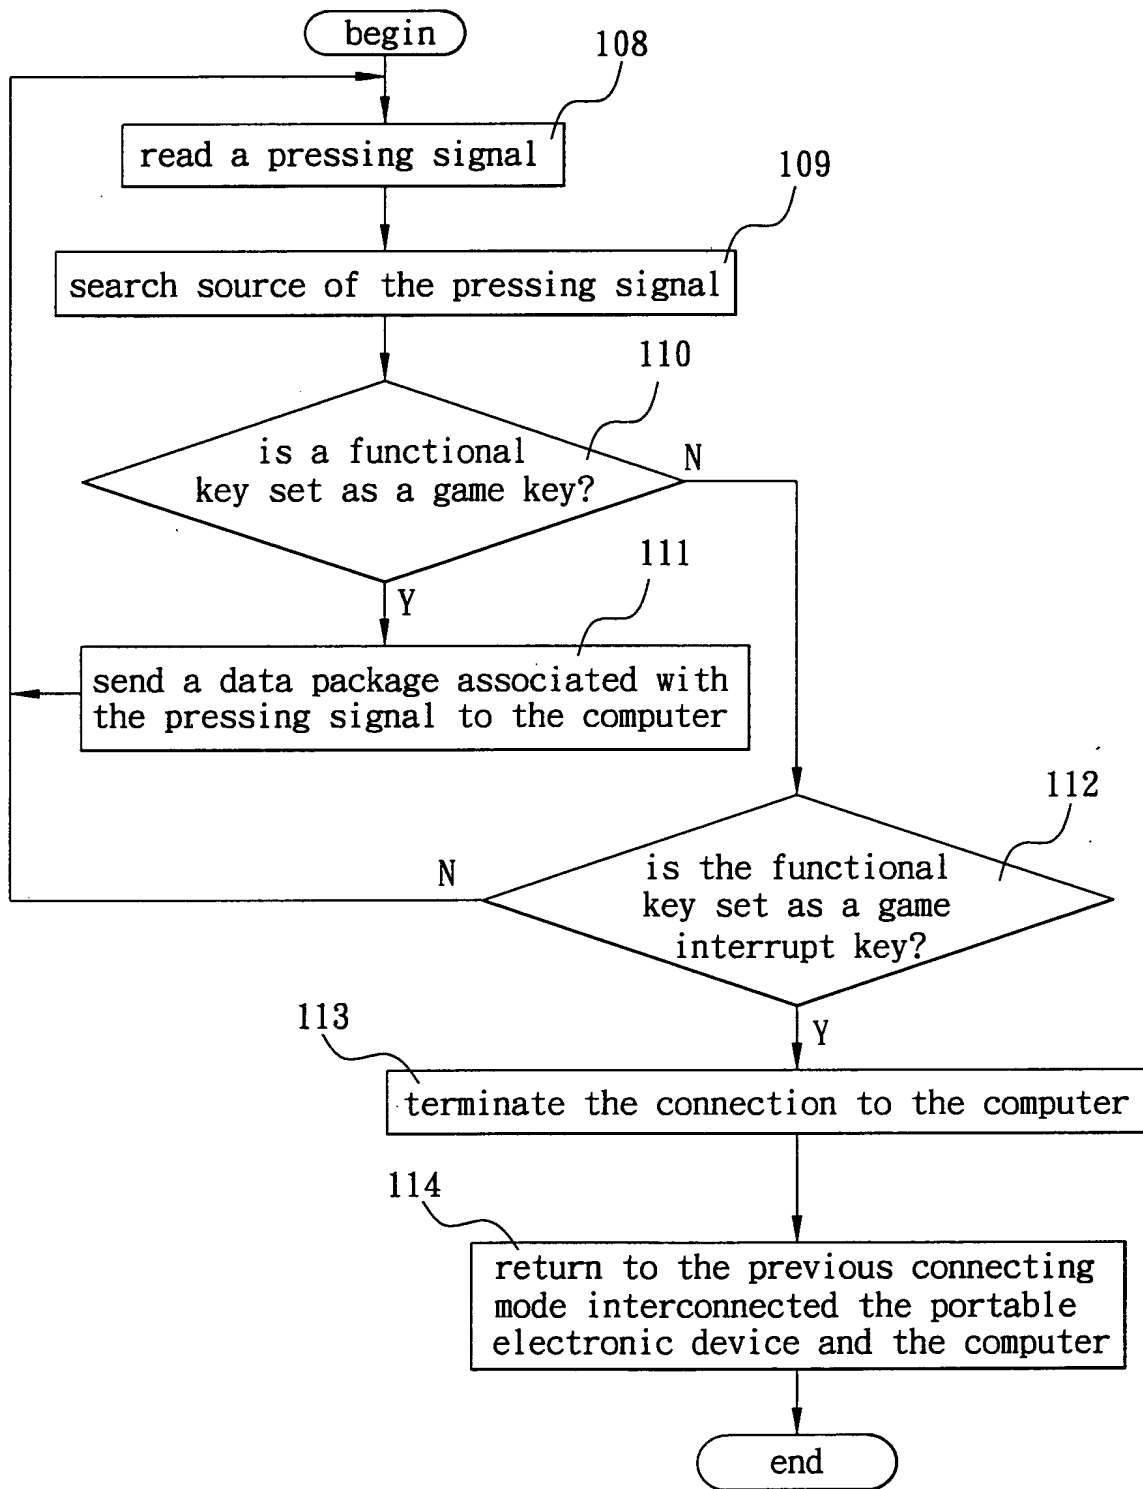 begin
108
read a pressing signal
109
search source of the pressing signal
110
is a functional
key set as a game key?
N
Y
111
send a data package associated with
the pressing signal to the computer
112
is the functional
key set as a game
interrupt key?
N
Y
113
terminate the connection to the computer
114
return to the previous connecting
mode interconnected the portable
electronic device and the computer
end